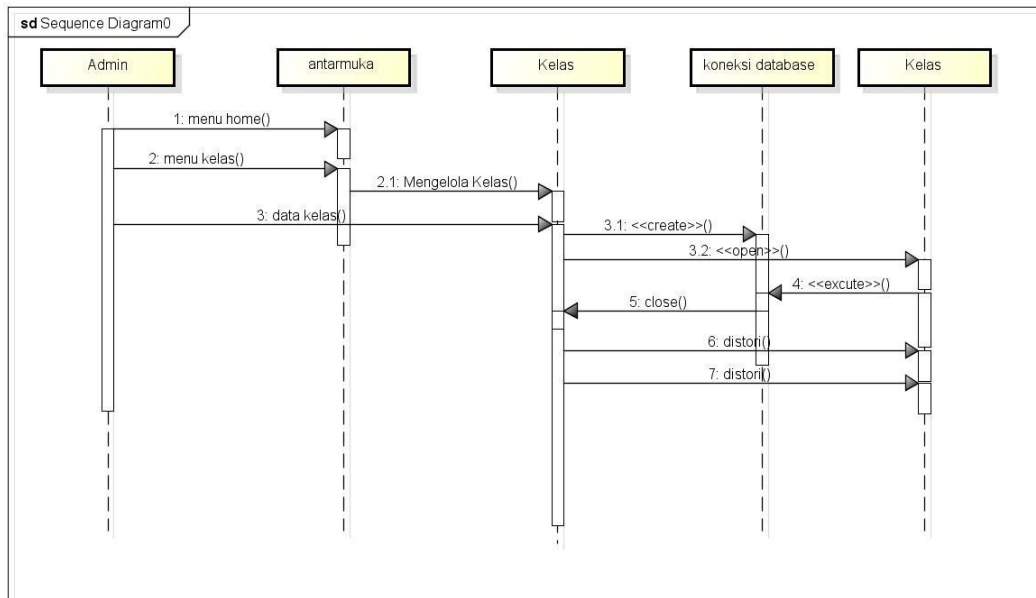 sd Sequence Diagram0
Admin
antarmuka
Kelas
koneksi database
Kelas
1: menu home()
2: menu kelas()
2.1: Mengelola Kelas()
3: data kelas()
3.1: <<create>>()
3.2: <<open>>()
4: <<excute>>()
5: close()
6: distori()
7: distori()